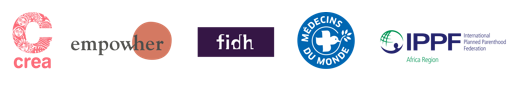 crea
empowher
fidh
MÉDECINS DU MONDE
IPPF
International
Planned Parenthood
Federation
Africa Region